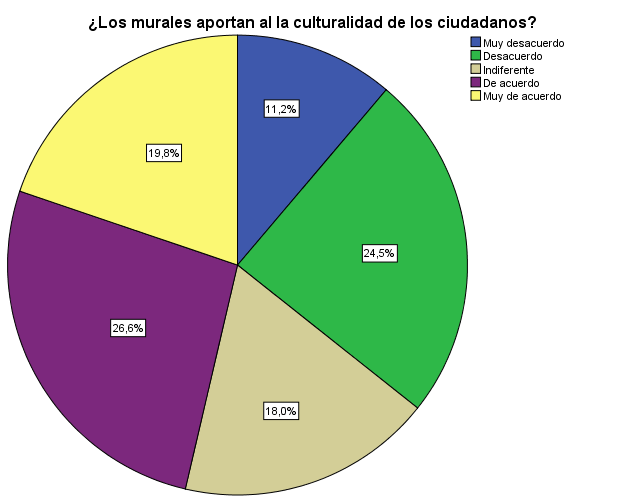 ¿Los murales aportan al la culturalidad de los ciudadanos?
Muy desacuerdo
Desacuerdo
Indiferente
De acuerdo
Muy de acuerdo
11,2%
19,8%
24,5%
26,6%
18,0%